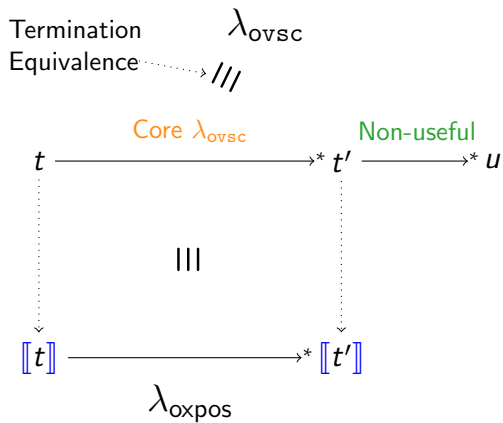 λovsc
Termination
Equivalence
|||
Core λovsc
Non-useful
t * t′ * u
|||
⟦t⟧ * ⟦t′⟧
λoxpos